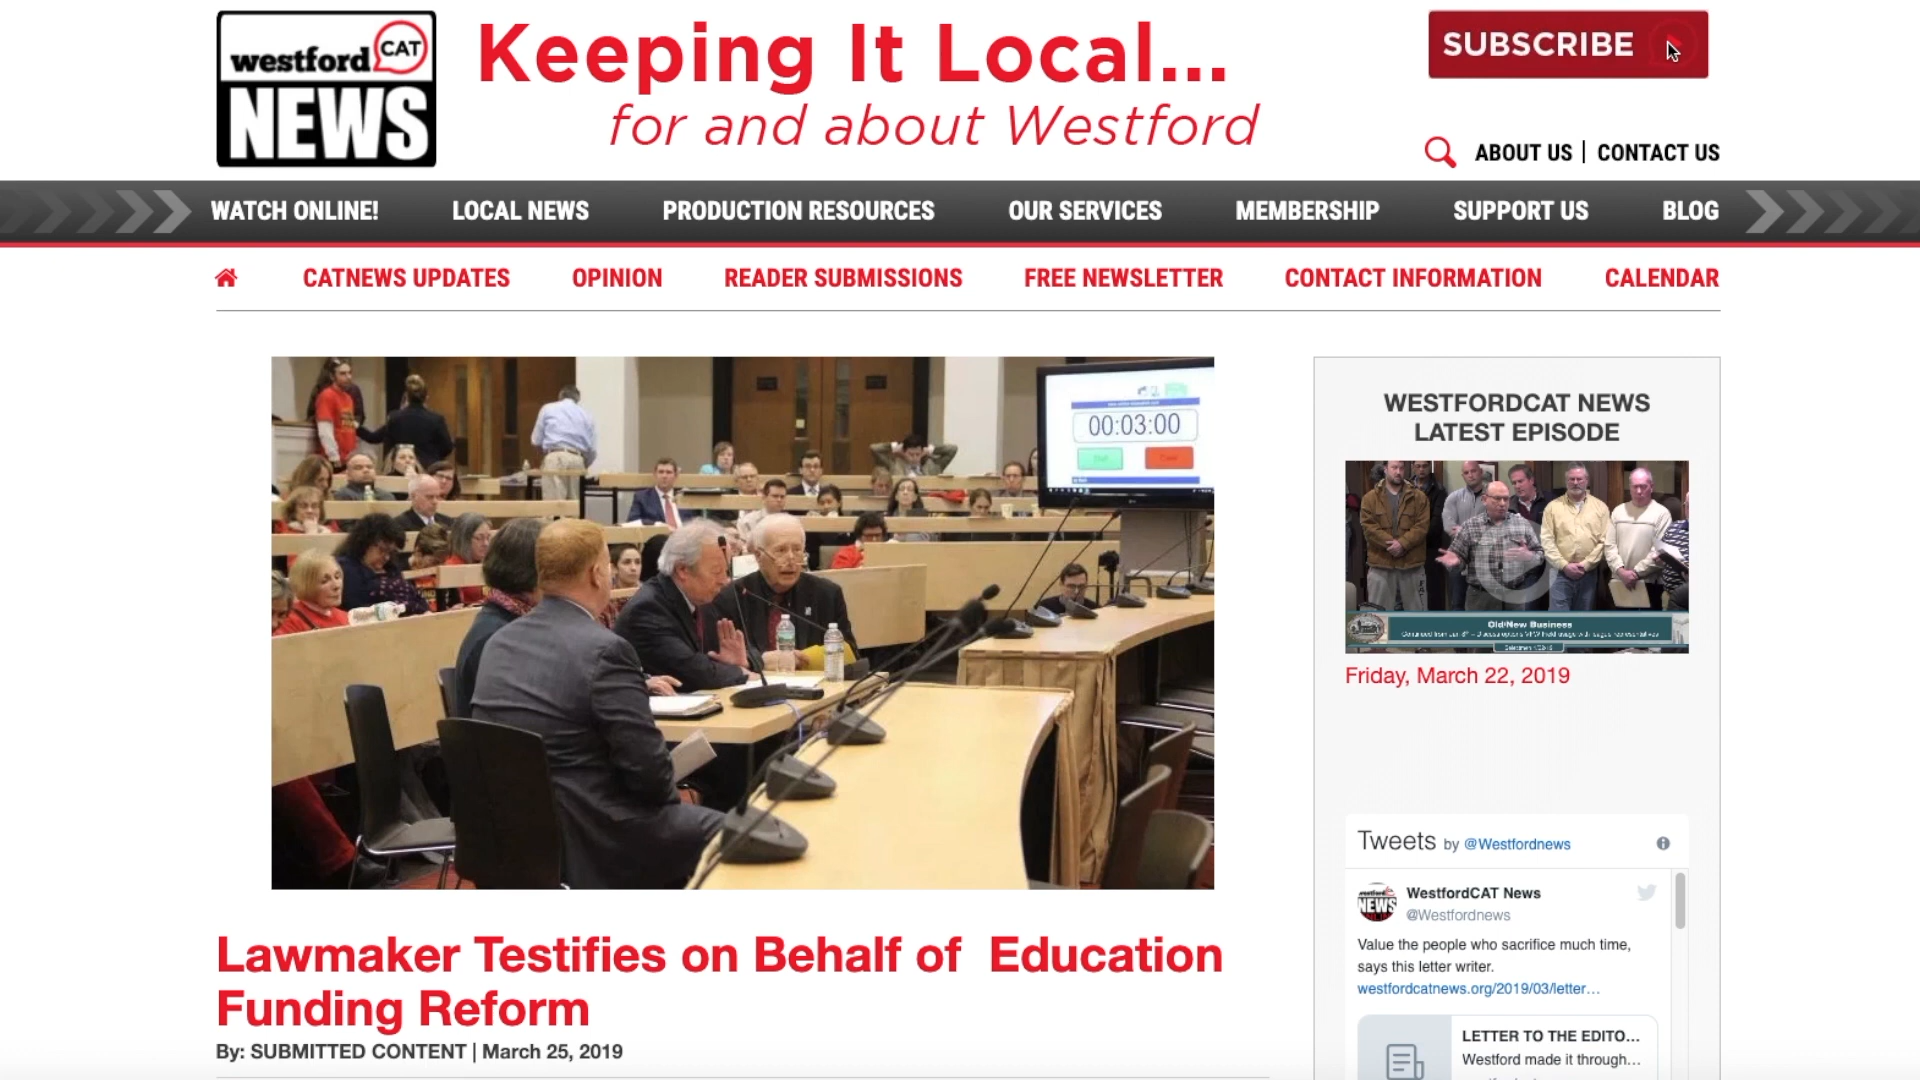 westford CAT
NEWS
Keeping It Local...
for and about Westford
SUBSCRIBE
ABOUT US | CONTACT US
WATCH ONLINE! LOCAL NEWS PRODUCTION RESOURCES OUR SERVICES MEMBERSHIP SUPPORT US BLOG
CATNEWS UPDATES OPINION READER SUBMISSIONS FREE NEWSLETTER CONTACT INFORMATION CALENDAR
00:03:00
Lawmaker Testifies on Behalf of  Education
Funding Reform
By: SUBMITTED CONTENT | March 25, 2019
WESTFORDCAT NEWS
LATEST EPISODE
Old/New Business
Friday, March 22, 2019
Tweets by @Westfordnews
WestfordCAT News
@Westfordnews
Value the people who sacrifice much time,
says this letter writer.
westfordcatnews.org/2019/03/letter…
LETTER TO THE EDITO...
Westford made it through...